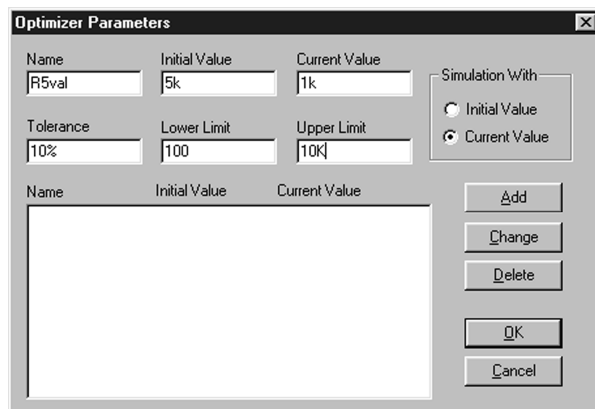 Optimizer Parameters
Name Initial Value Current Value
R5val 5k 1k
Simulation With
Initial Value
Current Value
Tolerance Lower Limit Upper Limit
10% 100 10K
Name Initial Value Current Value
Add
Change
Delete
OK
Cancel